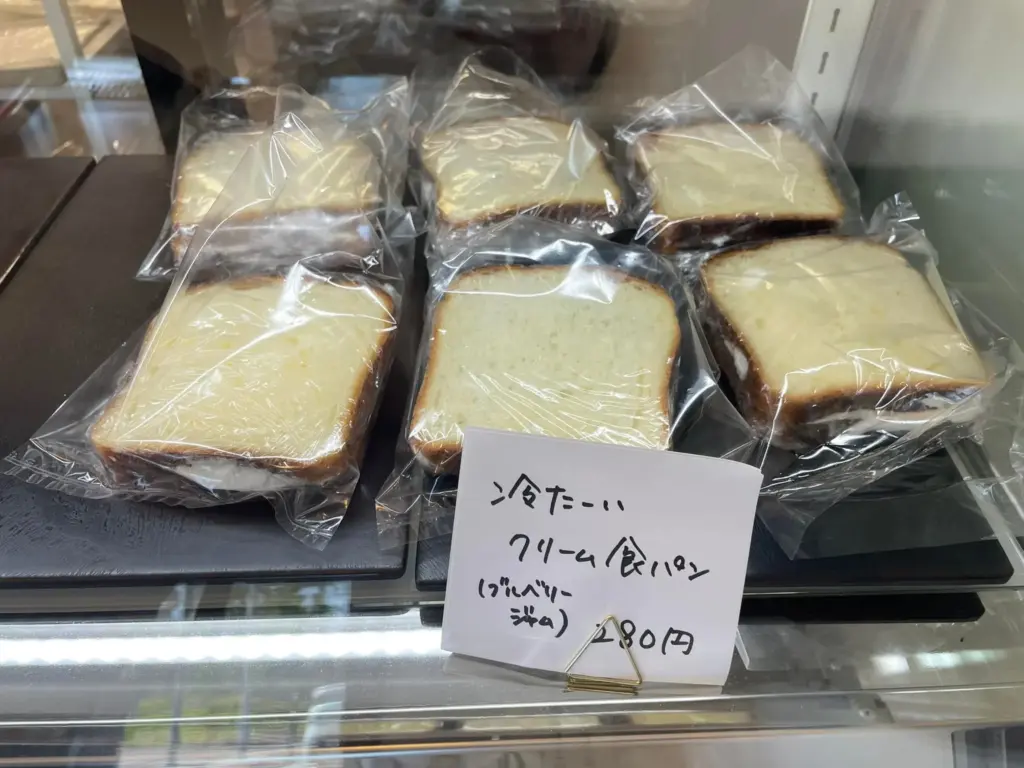 冷たーい
クリーム食パン
(ブルベリー
ジャム)
280円